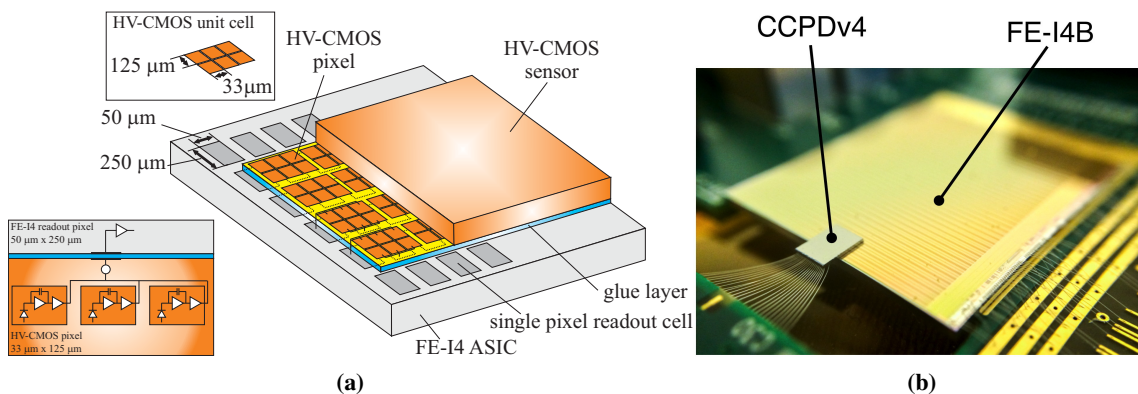 HV-CMOS unit cell
125 µm
33µm
HV-CMOS
pixel
HV-CMOS
sensor
50 µm
250 µm
FE-I4 readout pixel
50 µm x 250 µm
HV-CMOS pixel
33 µm x 125 µm
glue layer
single pixel readout cell
FE-I4 ASIC
(a)
CCPDv4
FE-I4B
(b)